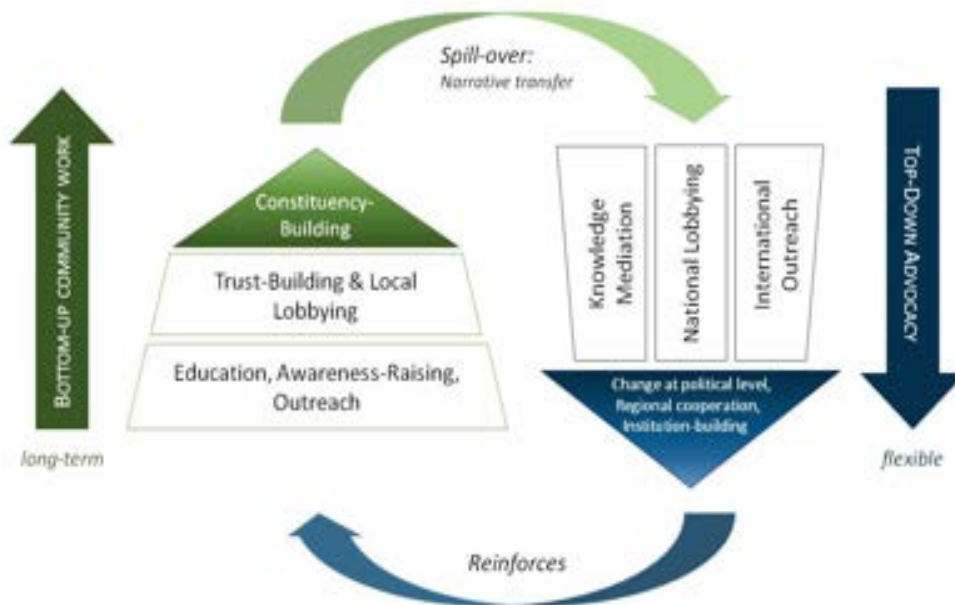 Spill-over:
Narrative transfer
BOTTOM-UP COMMUNITY WORK
long-term
Constituency-
Building
Trust-Building & Local
Lobbying
Education, Awareness-Raising,
Outreach
Knowledge
Mediation
National Lobbying
International
Outreach
Change at political level,
Regional cooperation,
Institution-building
TOP-DOWN ADVOCACY
flexible
Reinforces